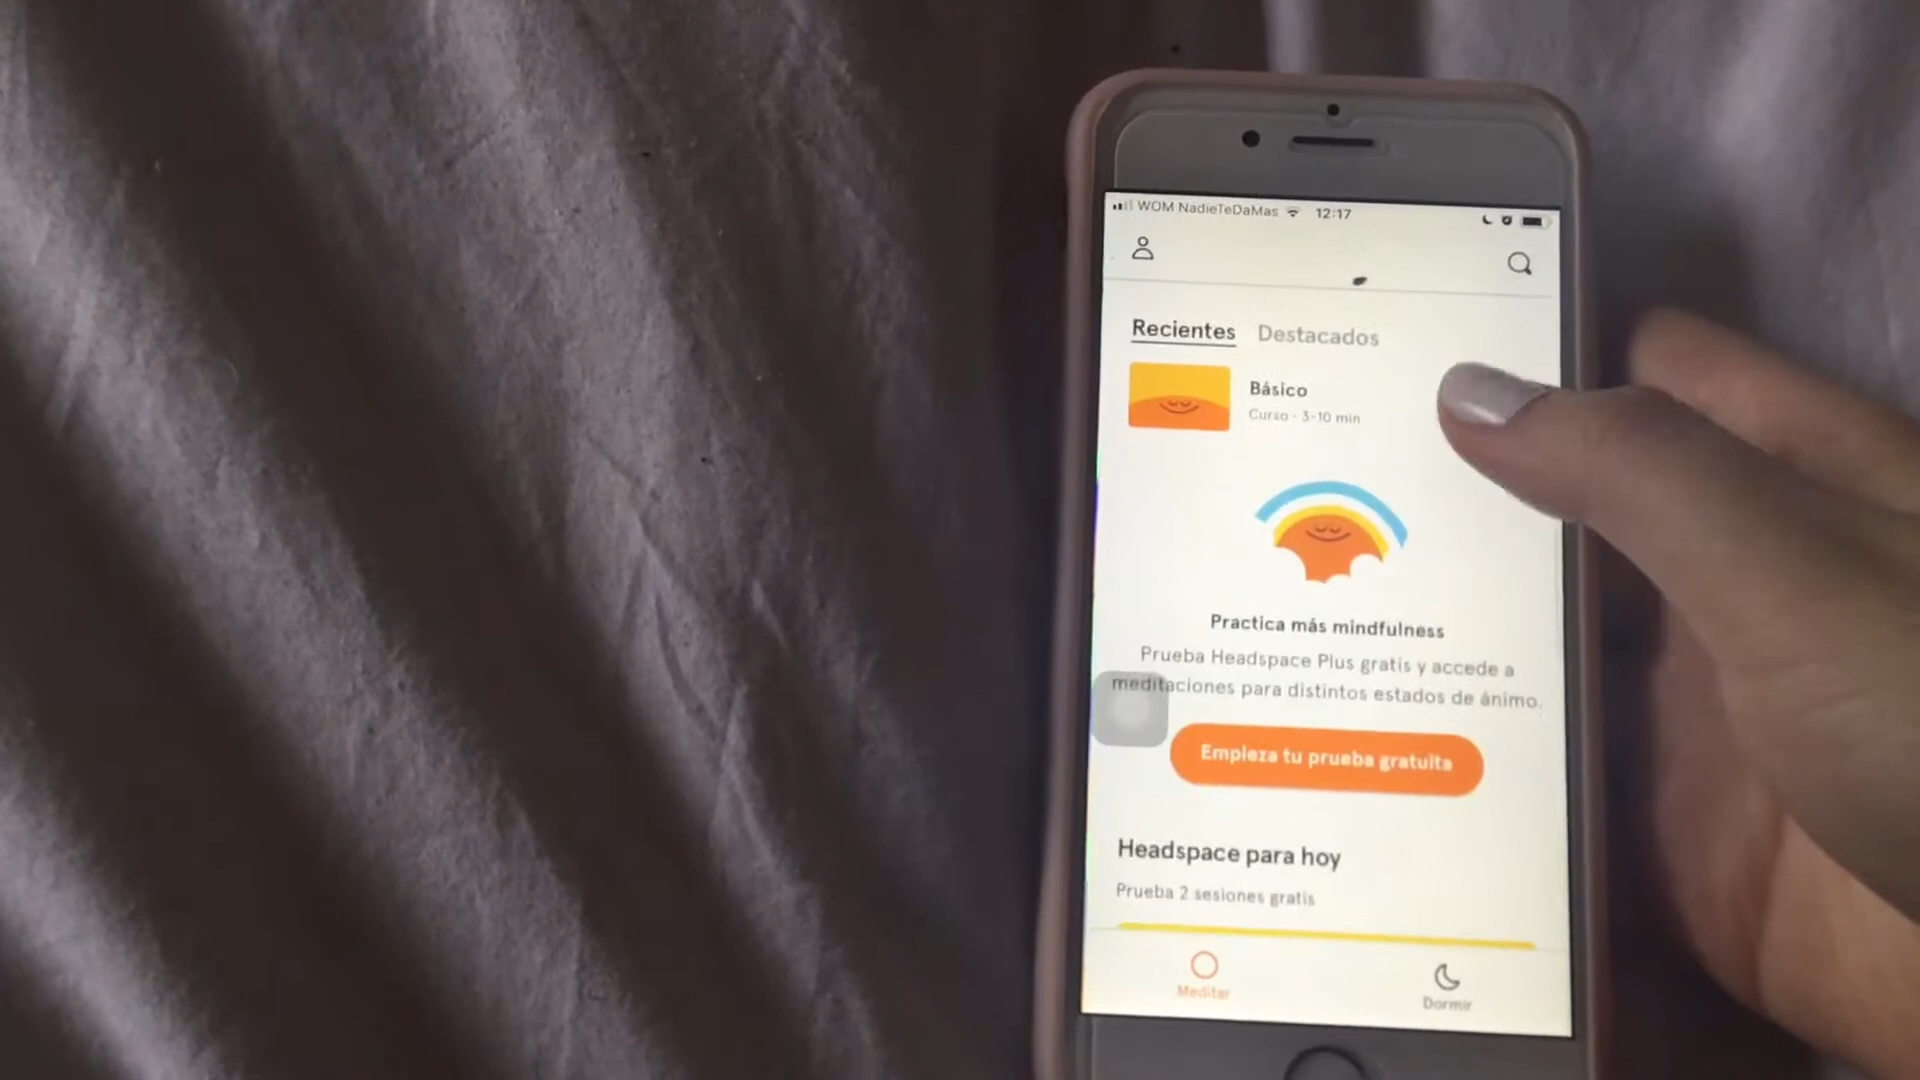 WOM NadieTeDaMas 12:17
Recientes Destacados
Básico
Curso · 3-10 min
Practica más mindfulness
Prueba Headspace Plus gratis y accede a
meditaciones para distintos estados de ánimo.
Empieza tu prueba gratuita
Headspace para hoy
Prueba 2 sesiones gratis
Meditar Dormir